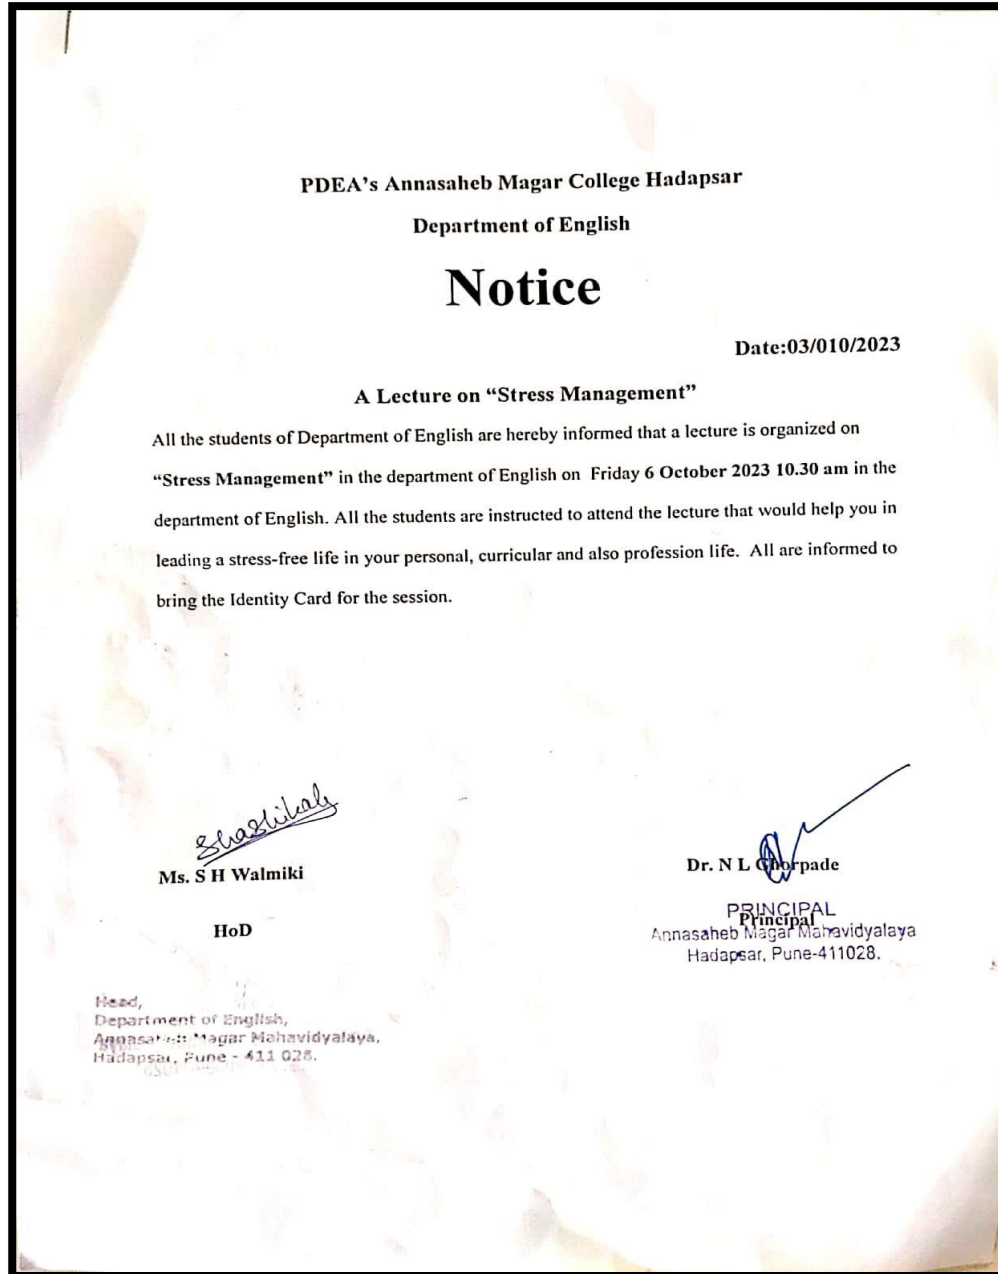 PDEA's Annasaheb Magar College Hadapsar
Department of English
Notice
Date:03/010/2023
A Lecture on “Stress Management”
All the students of Department of English are hereby informed that a lecture is organized on
“Stress Management” in the department of English on Friday 6 October 2023 10.30 am in the
department of English. All the students are instructed to attend the lecture that would help you in
leading a stress-free life in your personal, curricular and also profession life. All are informed to
bring the Identity Card for the session.
Shashikala
Ms. S H Walmiki
HoD
Head,
Department of English,
Annasaheb Magar Mahavidyalaya,
Hadapsar, Pune - 411 028.
Dr. N L Ghorpade
Principal
PRINCIPAL
Annasaheb Magar Mahavidyalaya
Hadapsar, Pune-411028.